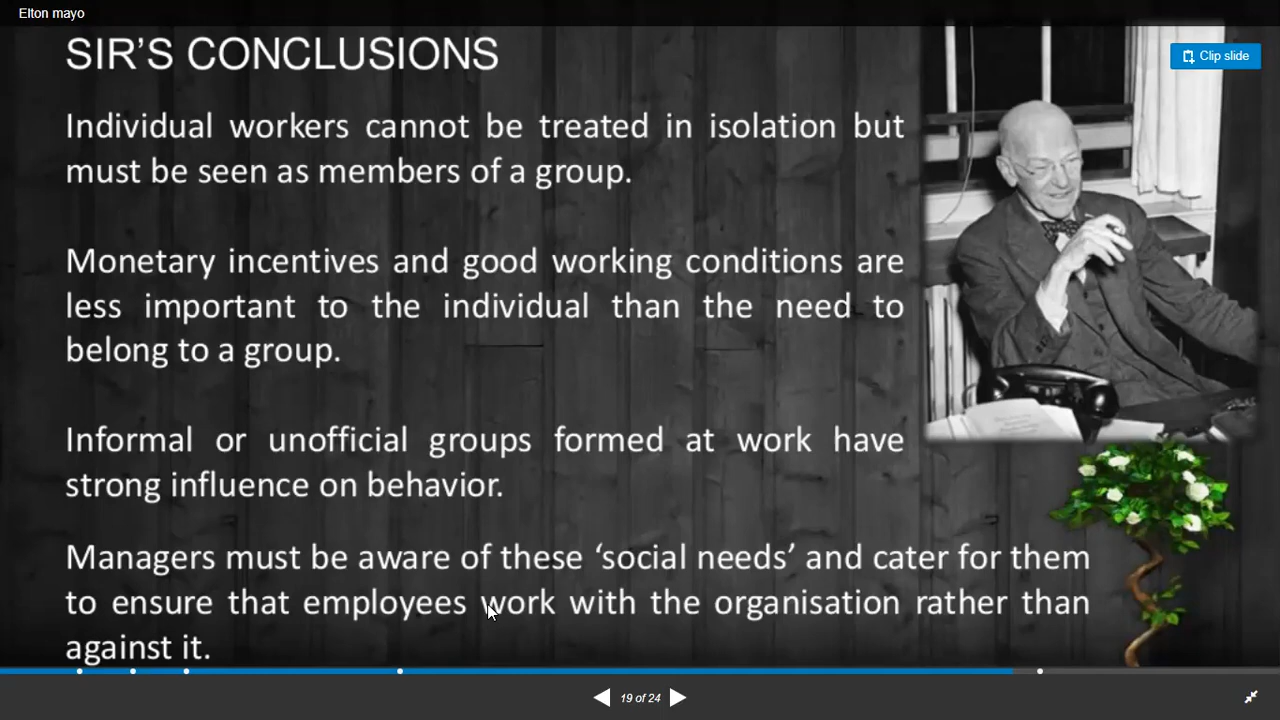 Elton mayo
SIR’S CONCLUSIONS
Clip slide
Individual workers cannot be treated in isolation but
must be seen as members of a group.
Monetary incentives and good working conditions are
less important to the individual than the need to
belong to a group.
Informal or unofficial groups formed at work have
strong influence on behavior.
Managers must be aware of these ‘social needs’ and cater for them
to ensure that employees work with the organisation rather than
against it.
19 of 24